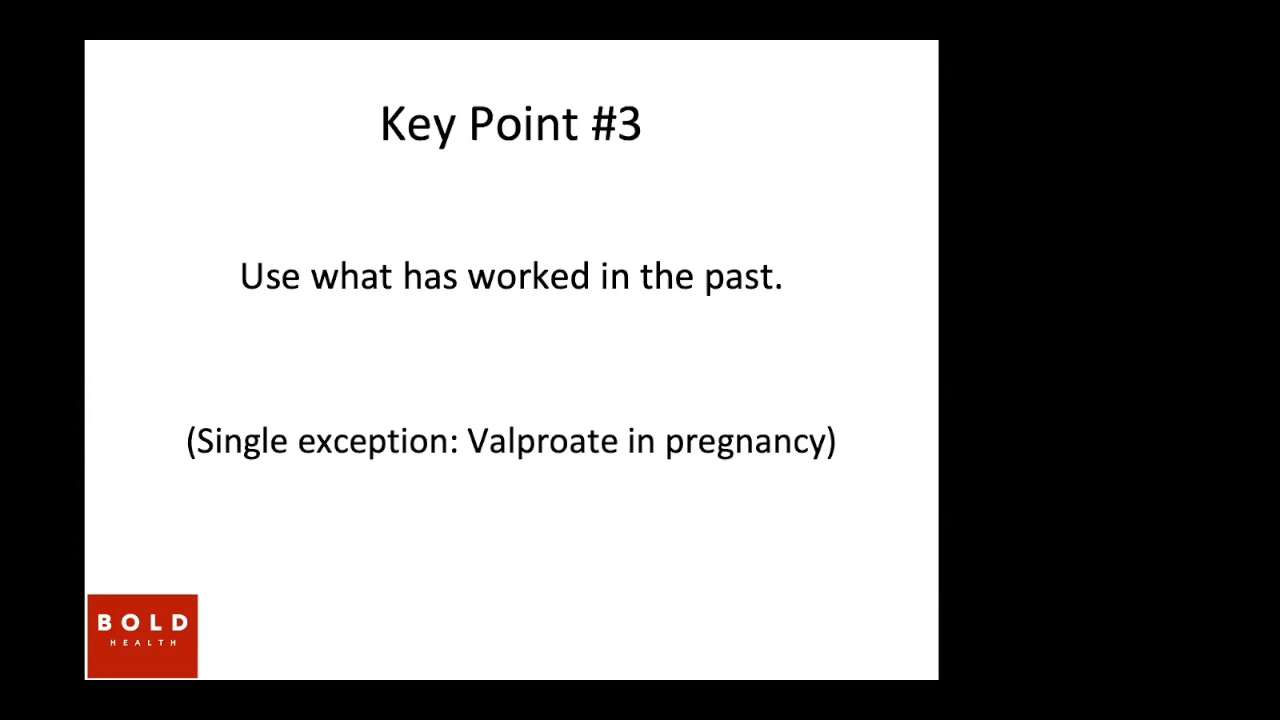 Key Point #3
Use what has worked in the past.
(Single exception: Valproate in pregnancy)
BOLD
HEALTH